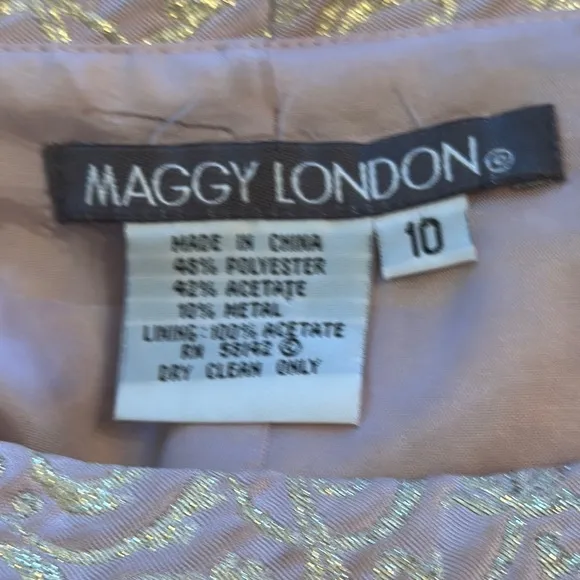 MAGGY LONDON®
10
MADE IN CHINA
48% POLYESTER
42% ACETATE
10% METAL
LINING:100% ACETATE
RN 55142 ©
DRY CLEAN ONLY